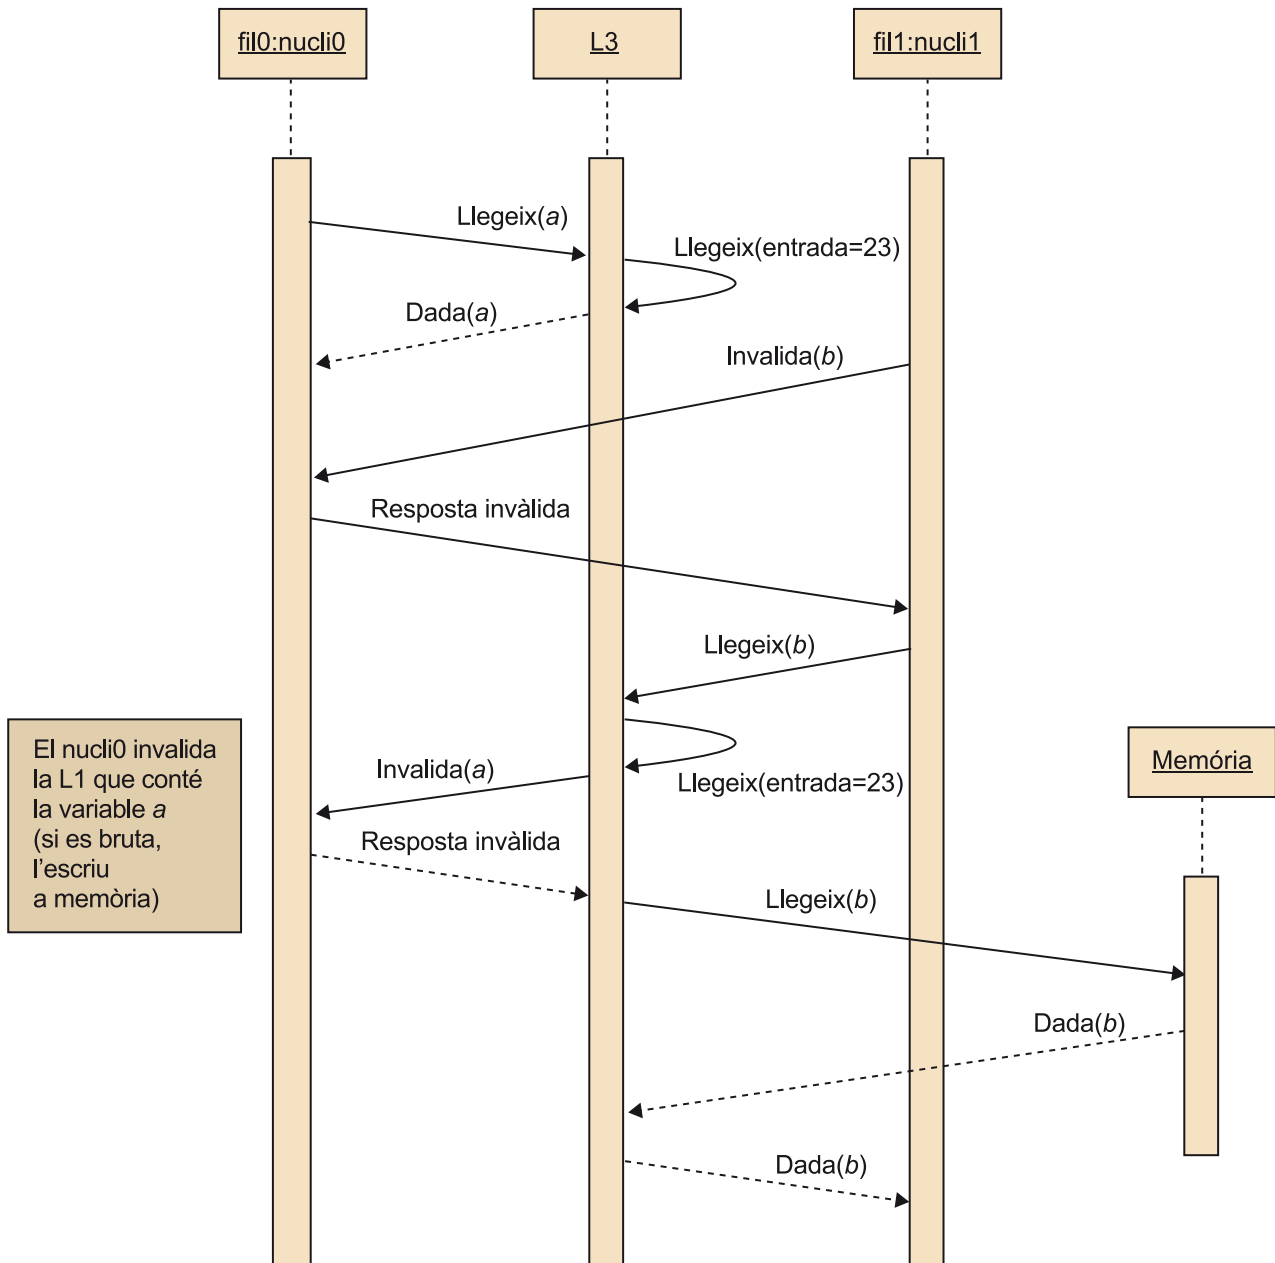 fil0:nucli0
L3
fil1:nucli1
Llegeix(a)
Llegeix(entrada=23)
Dada(a)
Invalida(b)
Resposta invàlida
Llegeix(b)
El nucli0 invalida
la L1 que conté
la variable a
(si es bruta,
l'escriu
a memòria)
Invalida(a)
Llegeix(entrada=23)
Memória
Resposta invàlida
Llegeix(b)
Dada(b)
Dada(b)